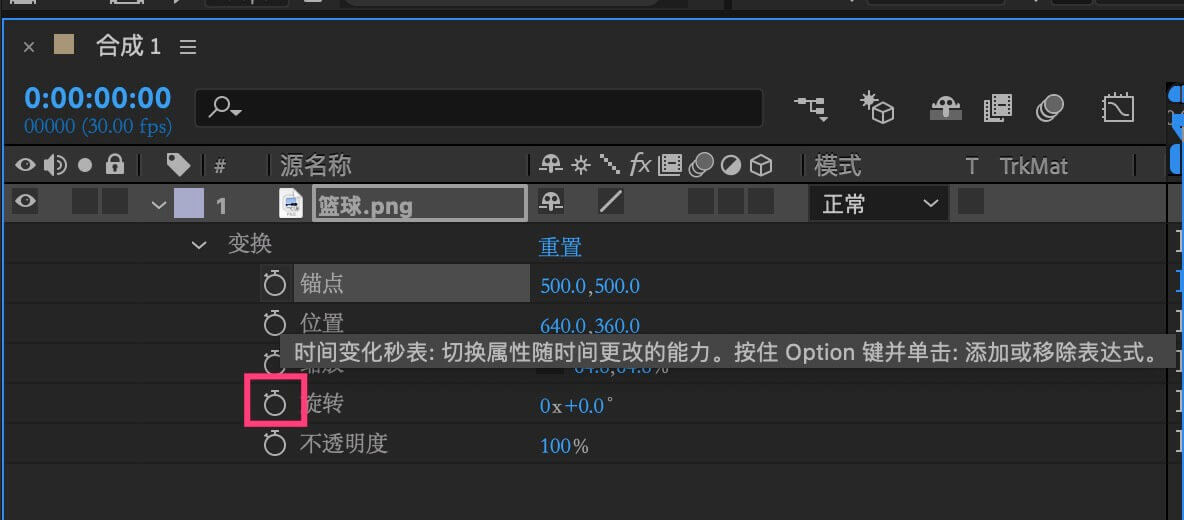 合成 1
0:00:00:00
00000 (30.00 fps)
# 源名称 fx 模式 T TrkMat
1 篮球.png 正常
变换 重置
锚点 500.0,500.0
位置 640.0,360.0
时间变化秒表: 切换属性随时间更改的能力。按住 Option 键并单击: 添加或移除表达式。
旋转 0x+0.0°
不透明度 100%